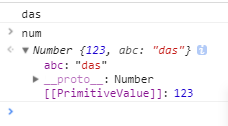 das
num
Number {123, abc: "das"} i
abc: "das"
__proto__: Number
[[PrimitiveValue]]: 123